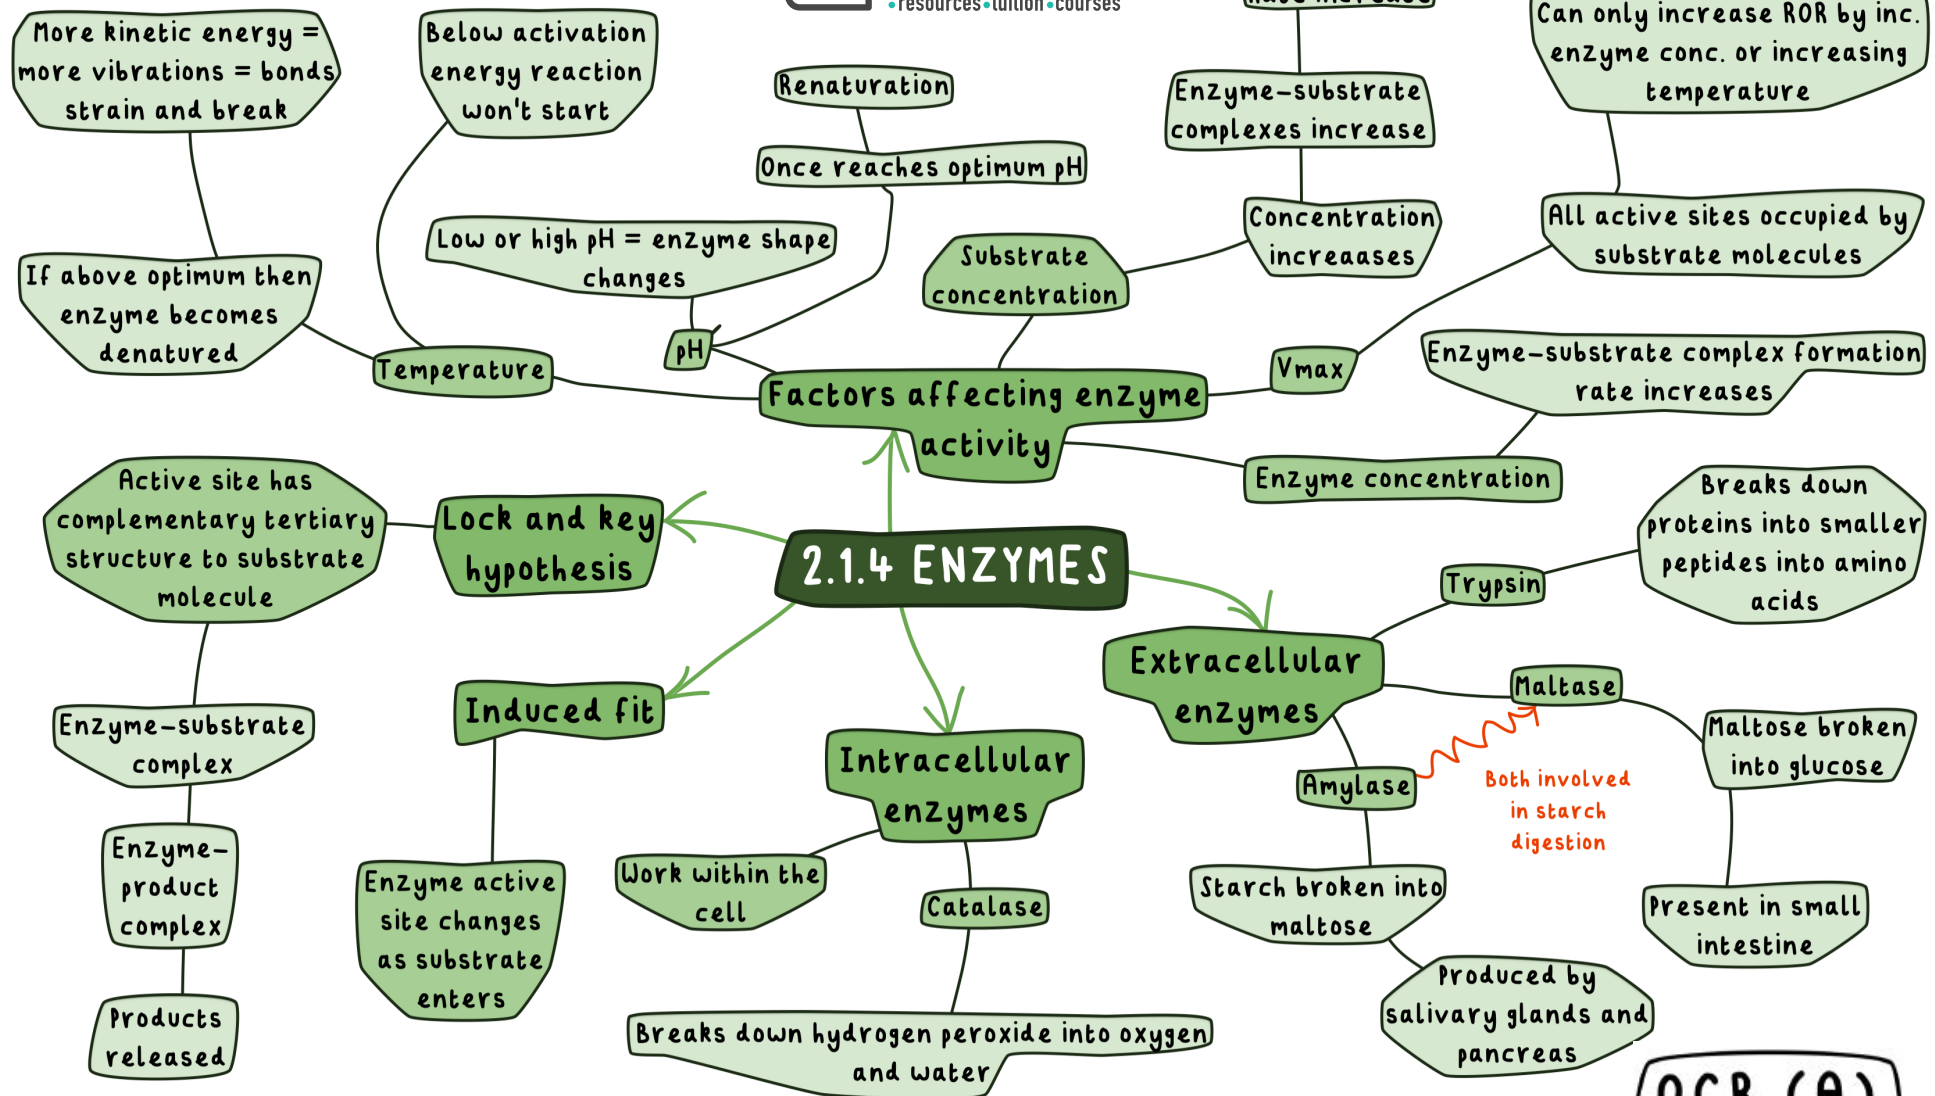 •resources•tuition•courses
More kinetic energy =
more vibrations = bonds
strain and break
Below activation
energy reaction
won't start
Renaturation
Once reaches optimum pH
Low or high pH = enzyme shape
changes
If above optimum then
enzyme becomes
denatured
Temperature
pH
Substrate
concentration
have increase
Enzyme-substrate
complexes increase
Concentration
increaases
Can only increase ROR by inc.
enzyme conc. or increasing
temperature
All active sites occupied by
substrate molecules
Vmax
Factors affecting enzyme
activity
Enzyme-substrate complex formation
rate increases
Enzyme concentration
Active site has
complementary tertiary
structure to substrate
molecule
Lock and key
hypothesis
2.1.4 ENZYMES
Breaks down
proteins into smaller
peptides into amino
acids
Trypsin
Extracellular
enzymes
Maltase
Maltose broken
into glucose
Present in small
intestine
Amylase
Both involved
in starch
digestion
Starch broken into
maltose
Produced by
salivary glands and
pancreas
Enzyme-substrate
complex
Enzyme-
product
complex
Products
released
Induced fit
Enzyme active
site changes
as substrate
enters
Intracellular
enzymes
Work within the
cell
Catalase
Breaks down hydrogen peroxide into oxygen
and water
OCR (A)